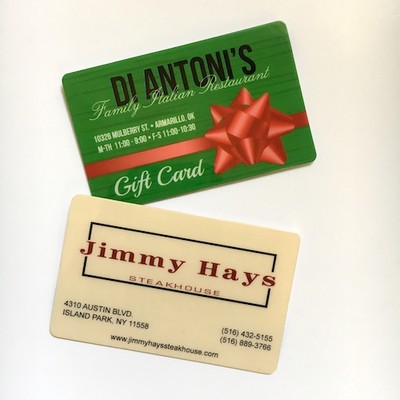 DI ANTONI'S
Family Italian Restaurant
10326 MULBERRY ST. • ARMARILLO, OK
M-TH 11:00 - 9:00 • F-S 11:00-10:30
Gift Card
Jimmy Hays
STEAKHOUSE
4310 AUSTIN BLVD.
ISLAND PARK, NY 11558
(516) 432-5155
(516) 889-3766
www.jimmyhayssteakhouse.com